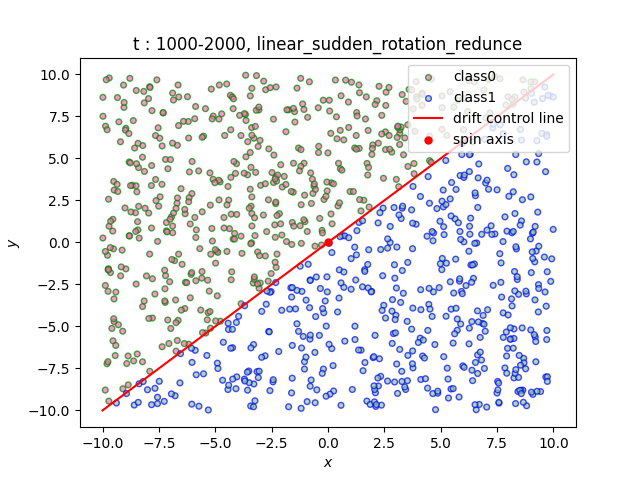 t : 1000-2000, linear_sudden_rotation_redunce
class0
class1
drift control line
spin axis
10.0
7.5
5.0
2.5
0.0
−2.5
−5.0
−7.5
−10.0
y
−10.0 −7.5 −5.0 −2.5 0.0 2.5 5.0 7.5 10.0
x